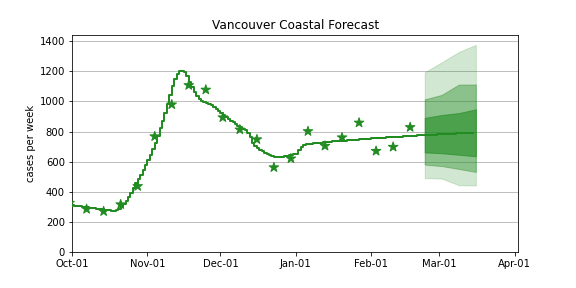 Vancouver Coastal Forecast
1400
1200
1000
800
600
400
200
0
cases per week
Oct-01 Nov-01 Dec-01 Jan-01 Feb-01 Mar-01 Apr-01